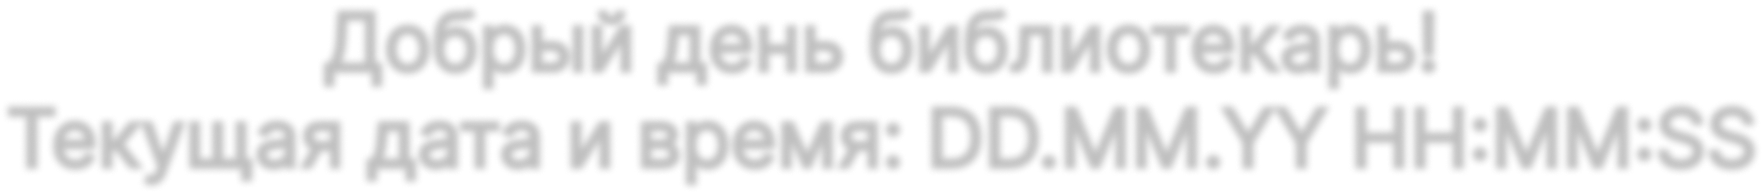 Добрый день библиотекарь!
Текущая дата и время: DD.MM.YY HH:MM:SS